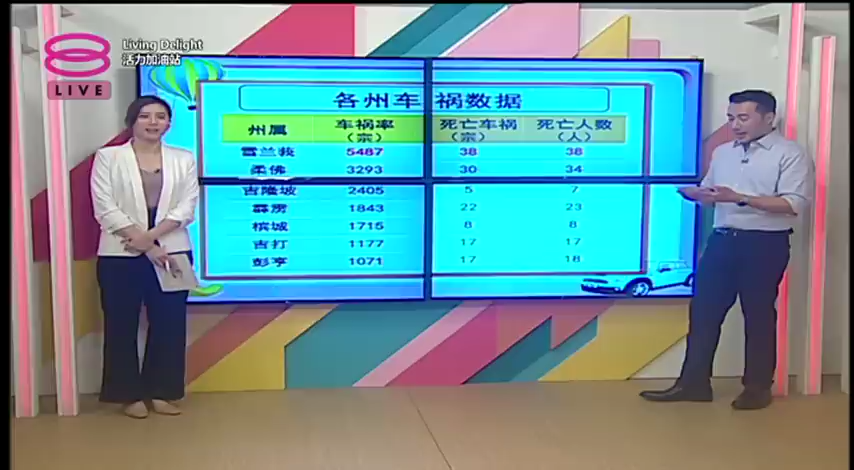 Living Delight
活力加油站
LIVE
各州车祸数据
州属 车祸率（宗） 死亡车祸（宗） 死亡人数（人）
雪兰莪 5487 38 38
柔佛 3293 30 34
吉隆坡 2405 5 7
霹雳 1843 22 23
槟城 1715 8 8
吉打 1177 17 17
彭亨 1071 17 18